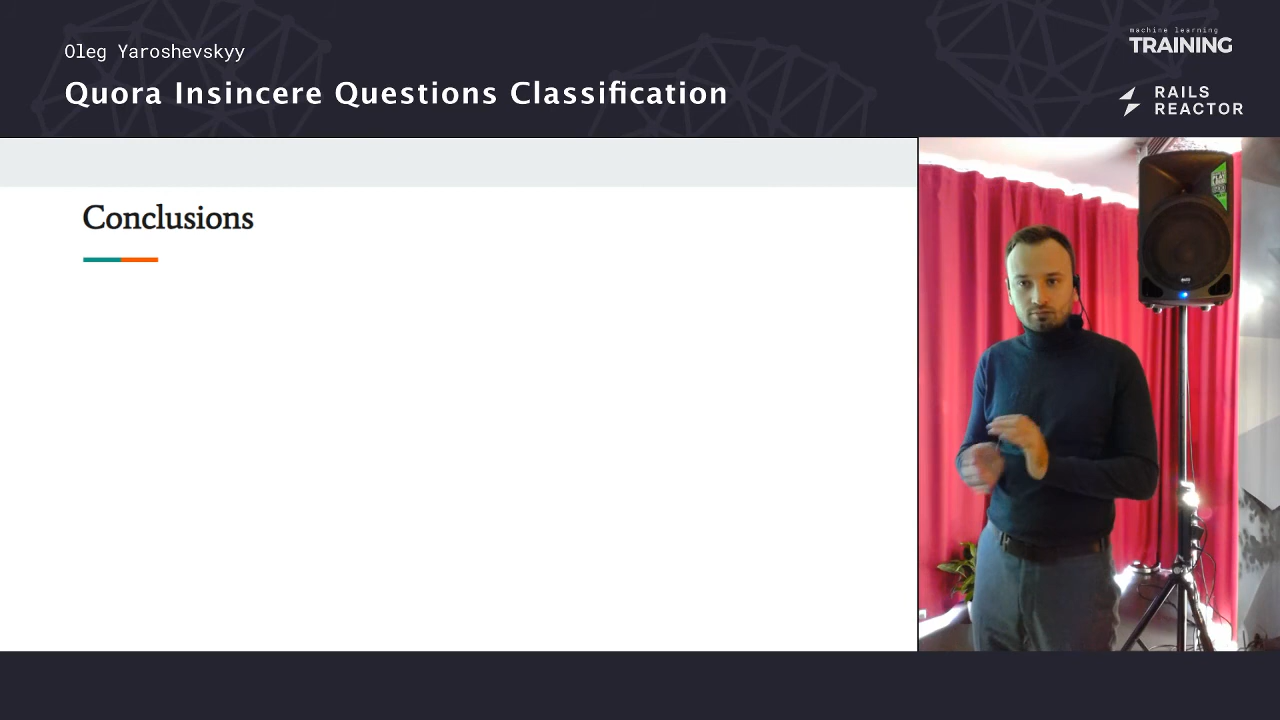 Oleg Yaroshevskyy
Quora Insincere Questions Classification
machine learning
TRAINING
RAILS
REACTOR
Conclusions